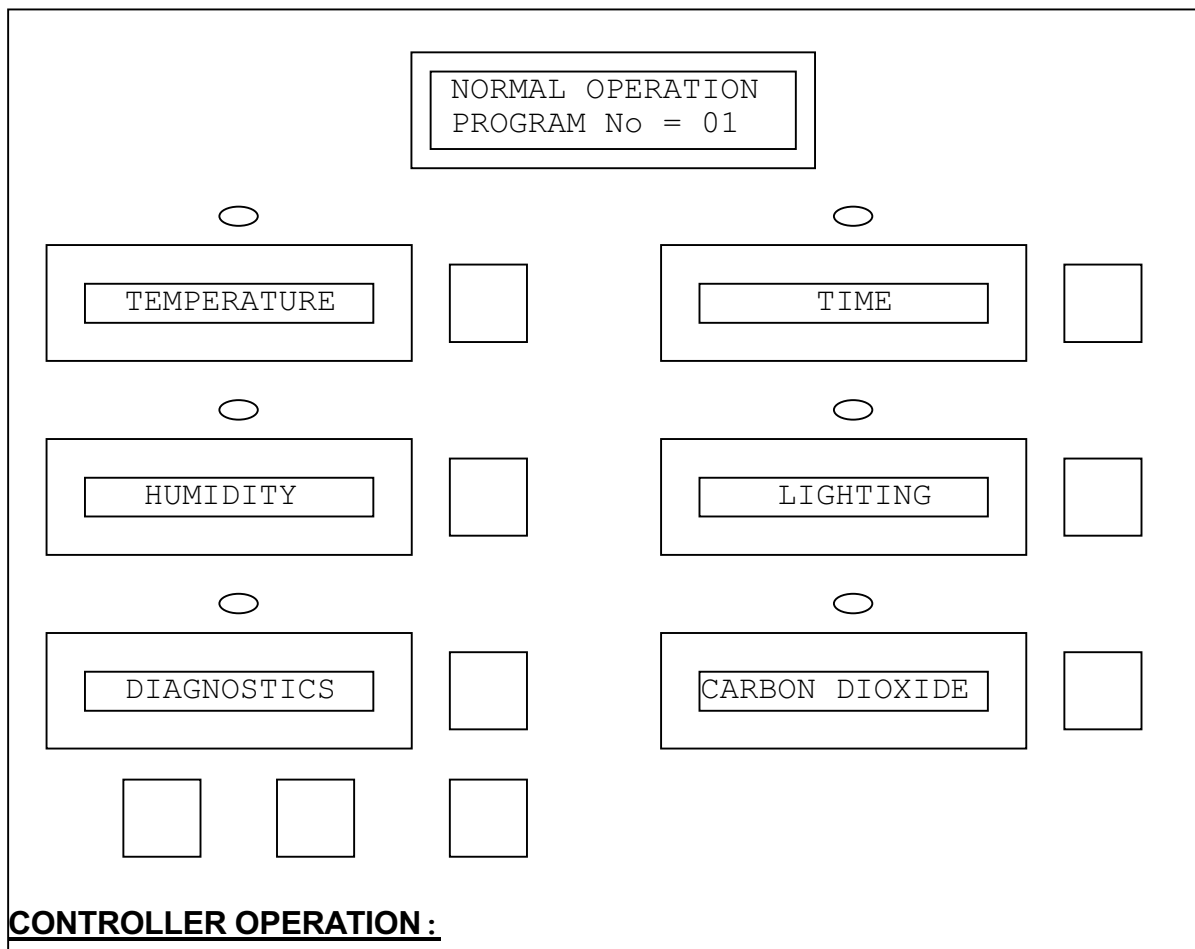 NORMAL OPERATION
PROGRAM No = 01
TEMPERATURE
TIME
HUMIDITY
LIGHTING
DIAGNOSTICS
CARBON DIOXIDE
CONTROLLER OPERATION :